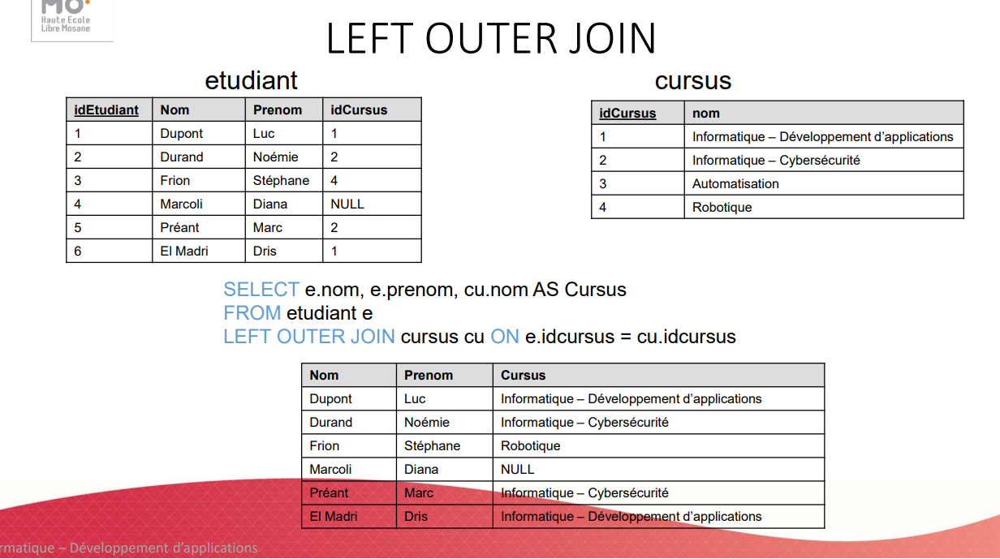 MO
Haute Ecole
Libre Mosane
LEFT OUTER JOIN
etudiant
idEtudiant Nom Prenom idCursus
1 Dupont Luc 1
2 Durand Noémie 2
3 Frion Stéphane 4
4 Marcoli Diana NULL
5 Préant Marc 2
6 El Madri Dris 1
cursus
idCursus nom
1 Informatique – Développement d’applications
2 Informatique – Cybersécurité
3 Automatisation
4 Robotique
SELECT e.nom, e.prenom, cu.nom AS Cursus
FROM etudiant e
LEFT OUTER JOIN cursus cu ON e.idcursus = cu.idcursus
Nom Prenom Cursus
Dupont Luc Informatique – Développement d’applications
Durand Noémie Informatique – Cybersécurité
Frion Stéphane Robotique
Marcoli Diana NULL
Préant Marc Informatique – Cybersécurité
El Madri Dris Informatique – Développement d’applications
rmatique – Développement d’applications